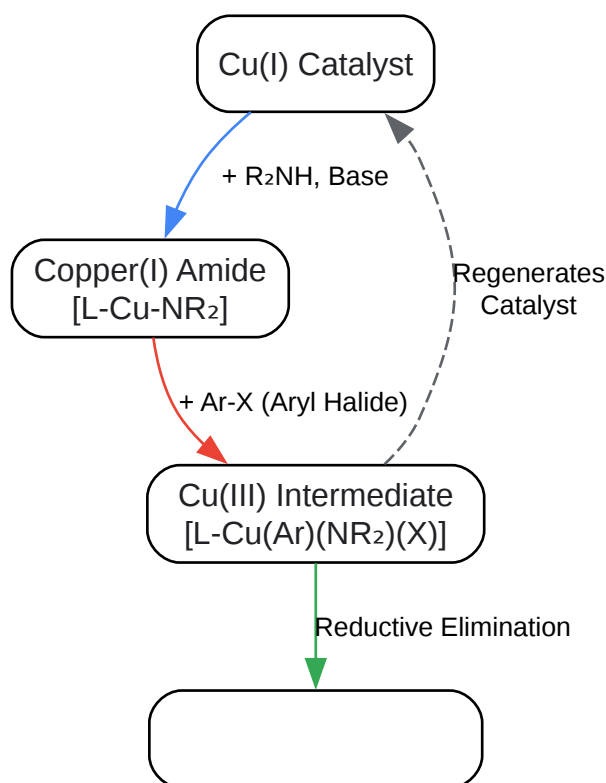 Cu(I) Catalyst
+ R₂NH, Base
Copper(I) Amide
[L-Cu-NR₂]
Regenerates
Catalyst
+ Ar-X (Aryl Halide)
Cu(III) Intermediate
[L-Cu(Ar)(NR₂)(X)]
Reductive Elimination